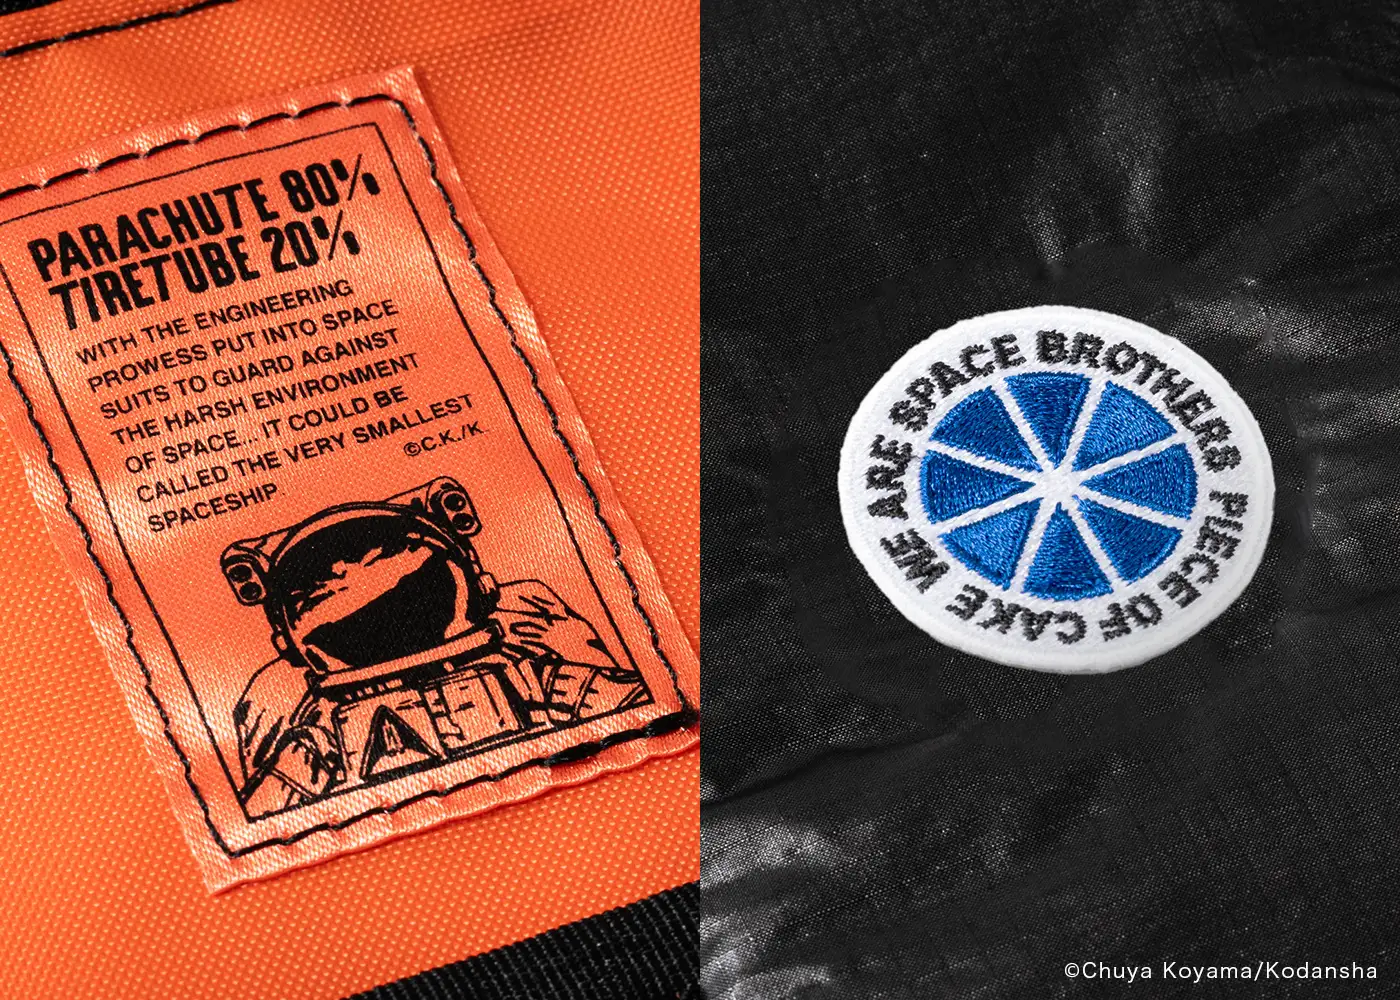 PARACHUTE 80%
TIRETUBE 20%
WITH THE ENGINEERING
PROWESS PUT INTO SPACE
SUITS TO GUARD AGAINST
THE HARSH ENVIRONMENT
OF SPACE... IT COULD BE
CALLED THE VERY SMALLEST
SPACESHIP.
©C.K./K.
WE ARE SPACE BROTHERS PIECE OF CAKE
©Chuya Koyama/Kodansha